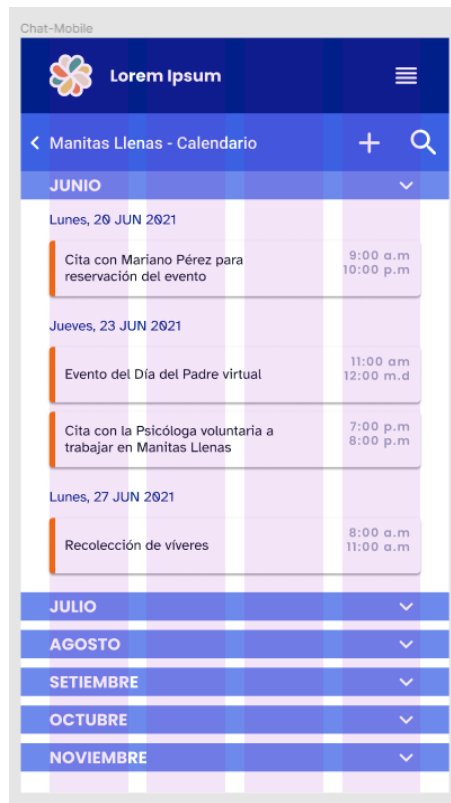 Chat-Mobile
Lorem Ipsum
Manitas Llenas - Calendario
JUNIO
Lunes, 20 JUN 2021
Cita con Mariano Pérez para
reservación del evento
9:00 a.m
10:00 p.m
Jueves, 23 JUN 2021
Evento del Día del Padre virtual
11:00 am
12:00 m.d
Cita con la Psicóloga voluntaria a
trabajar en Manitas Llenas
7:00 p.m
8:00 p.m
Lunes, 27 JUN 2021
Recolección de víveres
8:00 a.m
11:00 a.m
JULIO
AGOSTO
SETIEMBRE
OCTUBRE
NOVIEMBRE